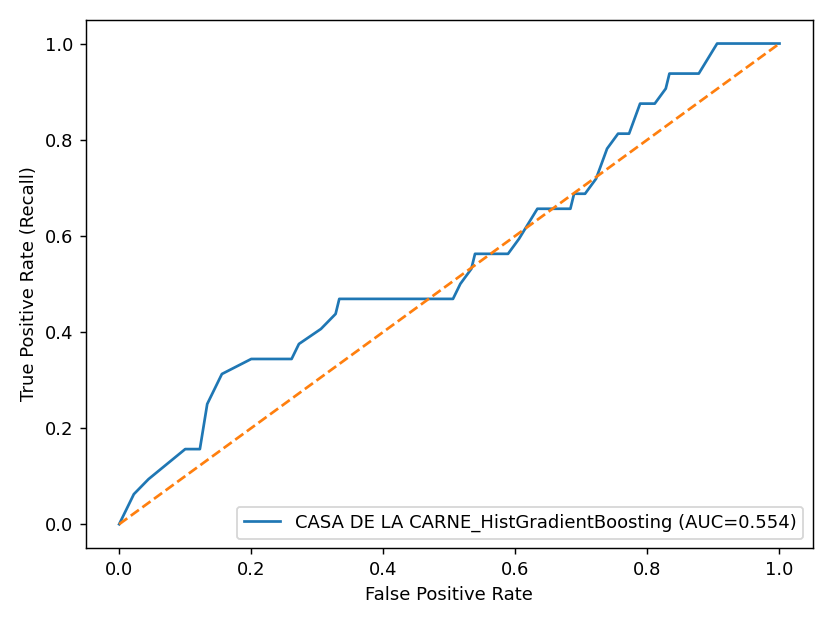 1.0
0.8
0.6
0.4
0.2
0.0
True Positive Rate (Recall)
CASA DE LA CARNE_HistGradientBoosting (AUC=0.554)
0.0 0.2 0.4 0.6 0.8 1.0
False Positive Rate